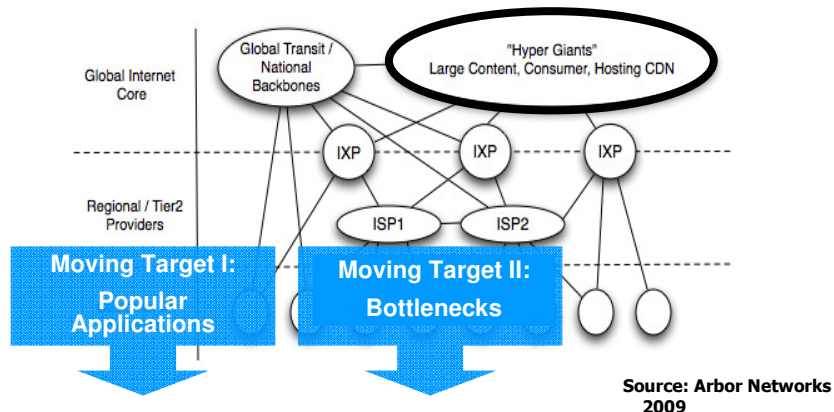 Global Transit /
National
Backbones
"Hyper Giants"
Large Content, Consumer, Hosting CDN
Global Internet
Core
IXP
IXP
IXP
Regional / Tier2
Providers
ISP1
ISP2
Moving Target I:
Popular
Applications
Moving Target II:
Bottlenecks
Source: Arbor Networks
2009